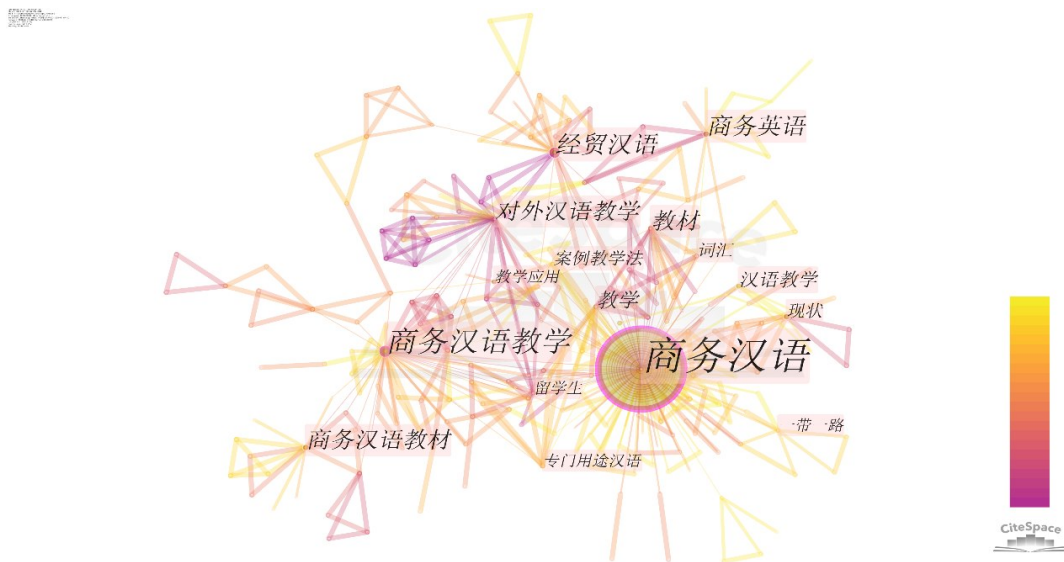 商务英语
经贸汉语
对外汉语教学
教材
词汇
案例教学法
教学应用
汉语教学
教学
现状
商务汉语教学
商务汉语
留学生
一带一路
商务汉语教材
专门用途汉语
CiteSpace